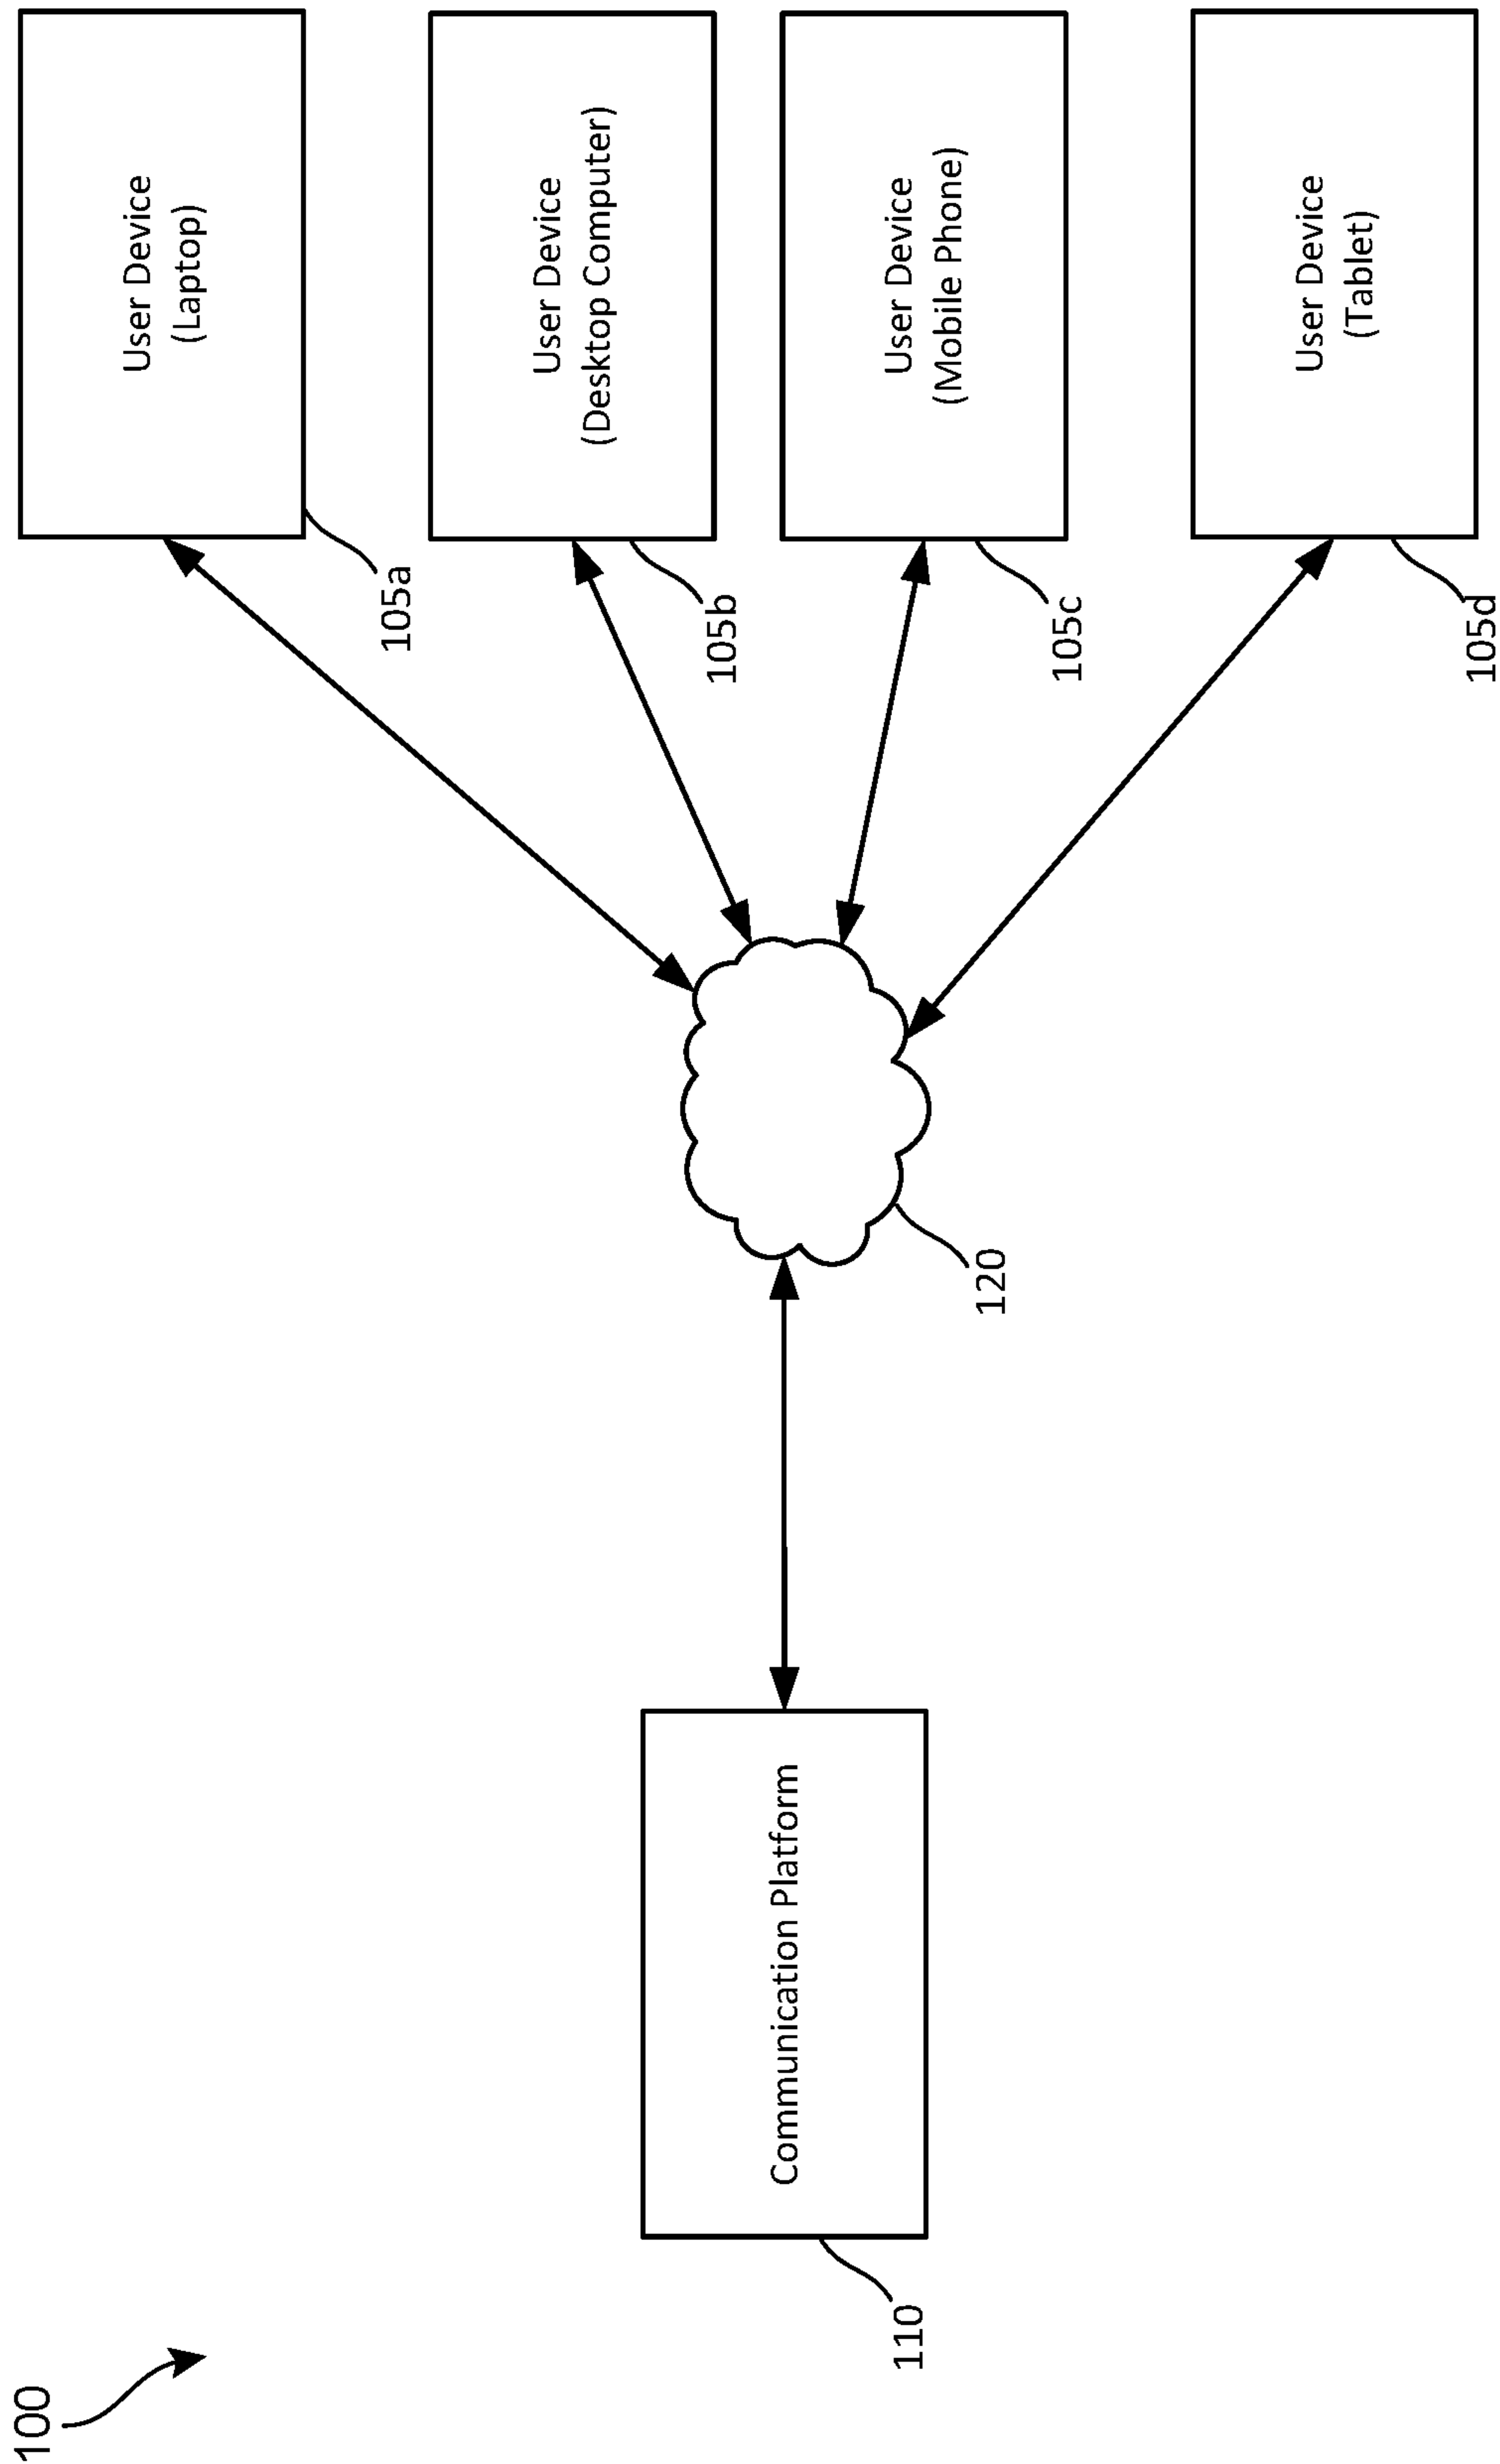 100
User Device
(Laptop)
105a
User Device
(Desktop Computer)
105b
Communication Platform
110
120
User Device
(Mobile Phone)
105c
User Device
(Tablet)
105d